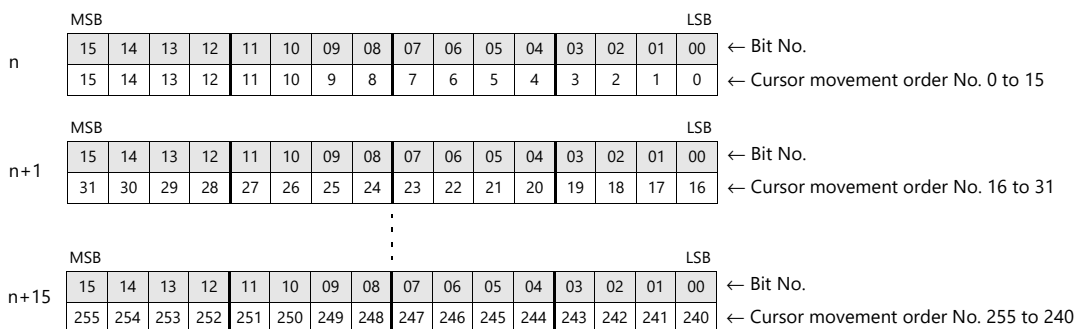 MSB LSB
15 14 13 12 11 10 09 08 07 06 05 04 03 02 01 00 ← Bit No.
n
15 14 13 12 11 10 9 8 7 6 5 4 3 2 1 0 ← Cursor movement order No. 0 to 15
MSB LSB
15 14 13 12 11 10 09 08 07 06 05 04 03 02 01 00 ← Bit No.
n+1
31 30 29 28 27 26 25 24 23 22 21 20 19 18 17 16 ← Cursor movement order No. 16 to 31
MSB LSB
15 14 13 12 11 10 09 08 07 06 05 04 03 02 01 00 ← Bit No.
n+15
255 254 253 252 251 250 249 248 247 246 245 244 243 242 241 240 ← Cursor movement order No. 255 to 240